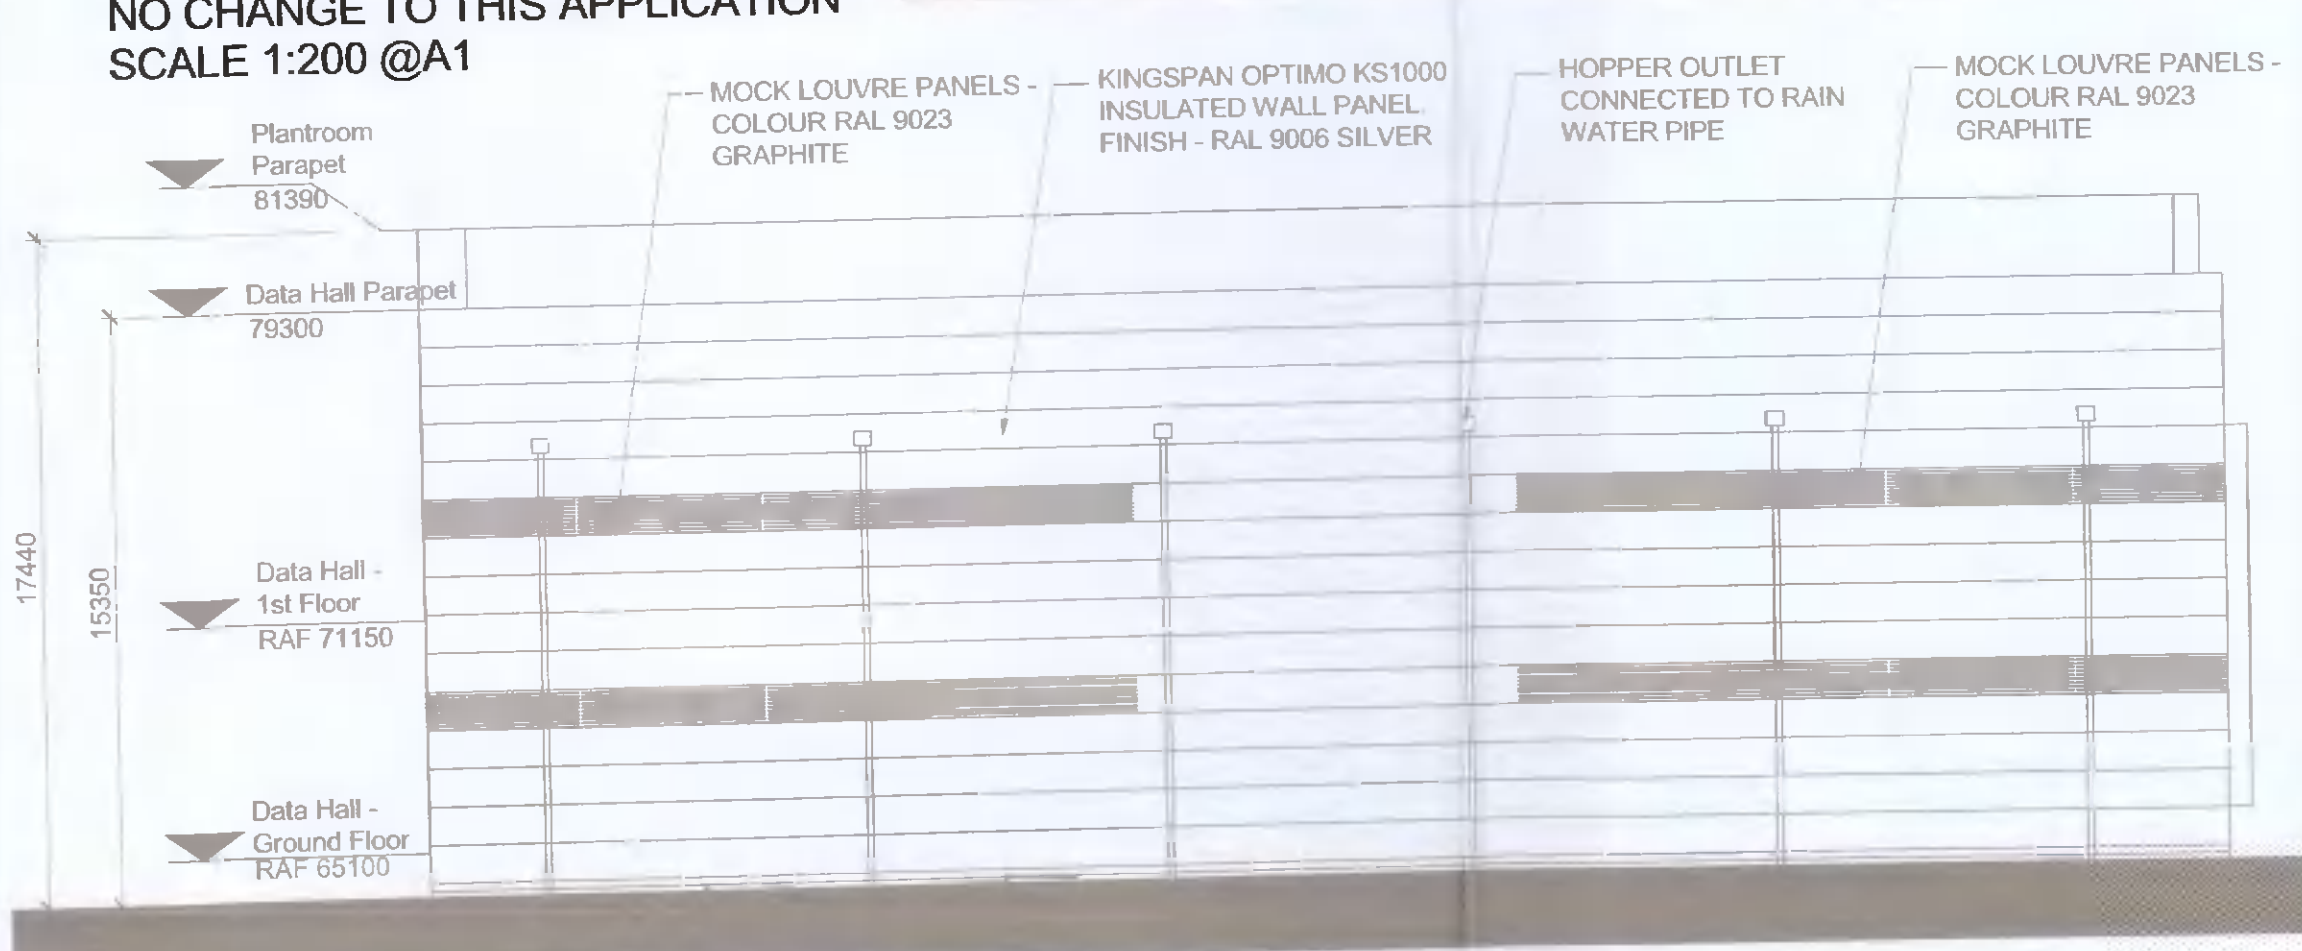 NO CHANGE TO THIS APPLICATION
SCALE 1:200 @A1
MOCK LOUVRE PANELS -
COLOUR RAL 9023
GRAPHITE
KINGSPAN OPTIMO KS1000
INSULATED WALL PANEL
FINISH - RAL 9006 SILVER
HOPPER OUTLET
CONNECTED TO RAIN
WATER PIPE
MOCK LOUVRE PANELS -
COLOUR RAL 9023
GRAPHITE
Plantroom
Parapet
81390
Data Hall Parapet
79300
17440
15350
Data Hall -
1st Floor
RAF 71150
Data Hall -
Ground Floor
RAF 65100